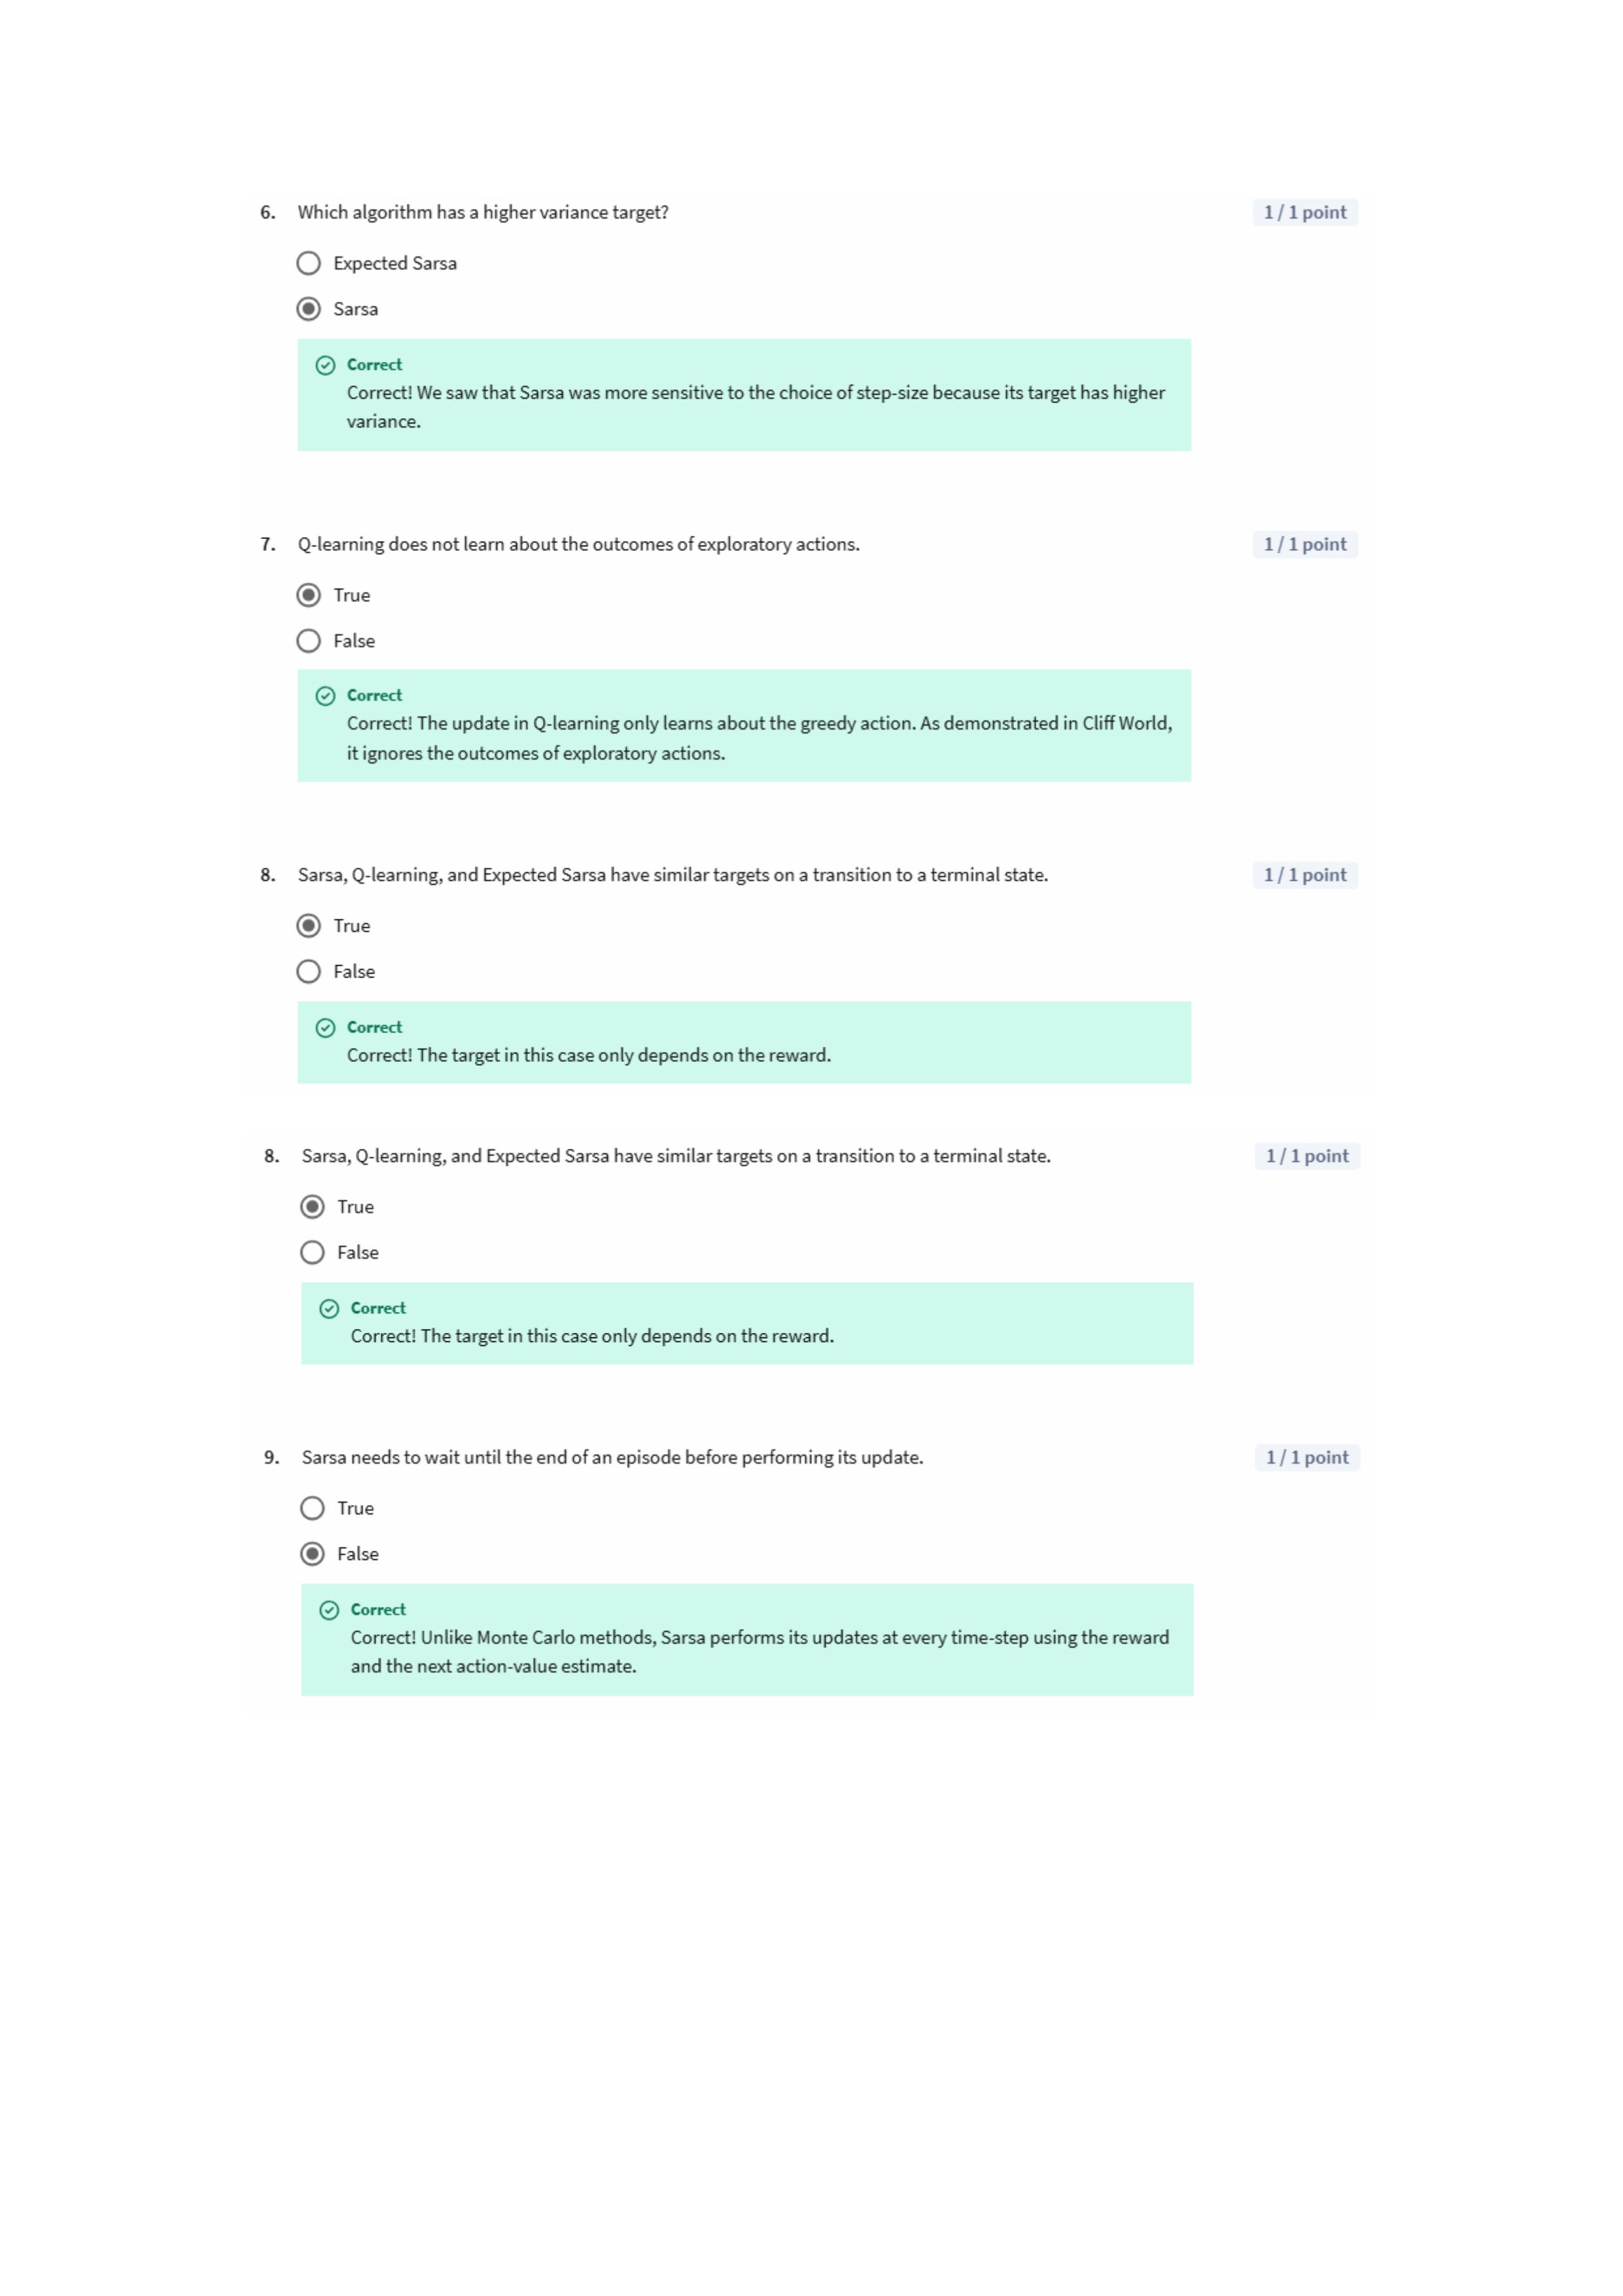 6. Which algorithm has a higher variance target? 1 / 1 point
Expected Sarsa
Sarsa
Correct
Correct! We saw that Sarsa was more sensitive to the choice of step-size because its target has higher
variance.
7. Q-learning does not learn about the outcomes of exploratory actions. 1 / 1 point
True
False
Correct
Correct! The update in Q-learning only learns about the greedy action. As demonstrated in Cliff World,
it ignores the outcomes of exploratory actions.
8. Sarsa, Q-learning, and Expected Sarsa have similar targets on a transition to a terminal state. 1 / 1 point
True
False
Correct
Correct! The target in this case only depends on the reward.
8. Sarsa, Q-learning, and Expected Sarsa have similar targets on a transition to a terminal state. 1 / 1 point
True
False
Correct
Correct! The target in this case only depends on the reward.
9. Sarsa needs to wait until the end of an episode before performing its update. 1 / 1 point
True
False
Correct
Correct! Unlike Monte Carlo methods, Sarsa performs its updates at every time-step using the reward
and the next action-value estimate.